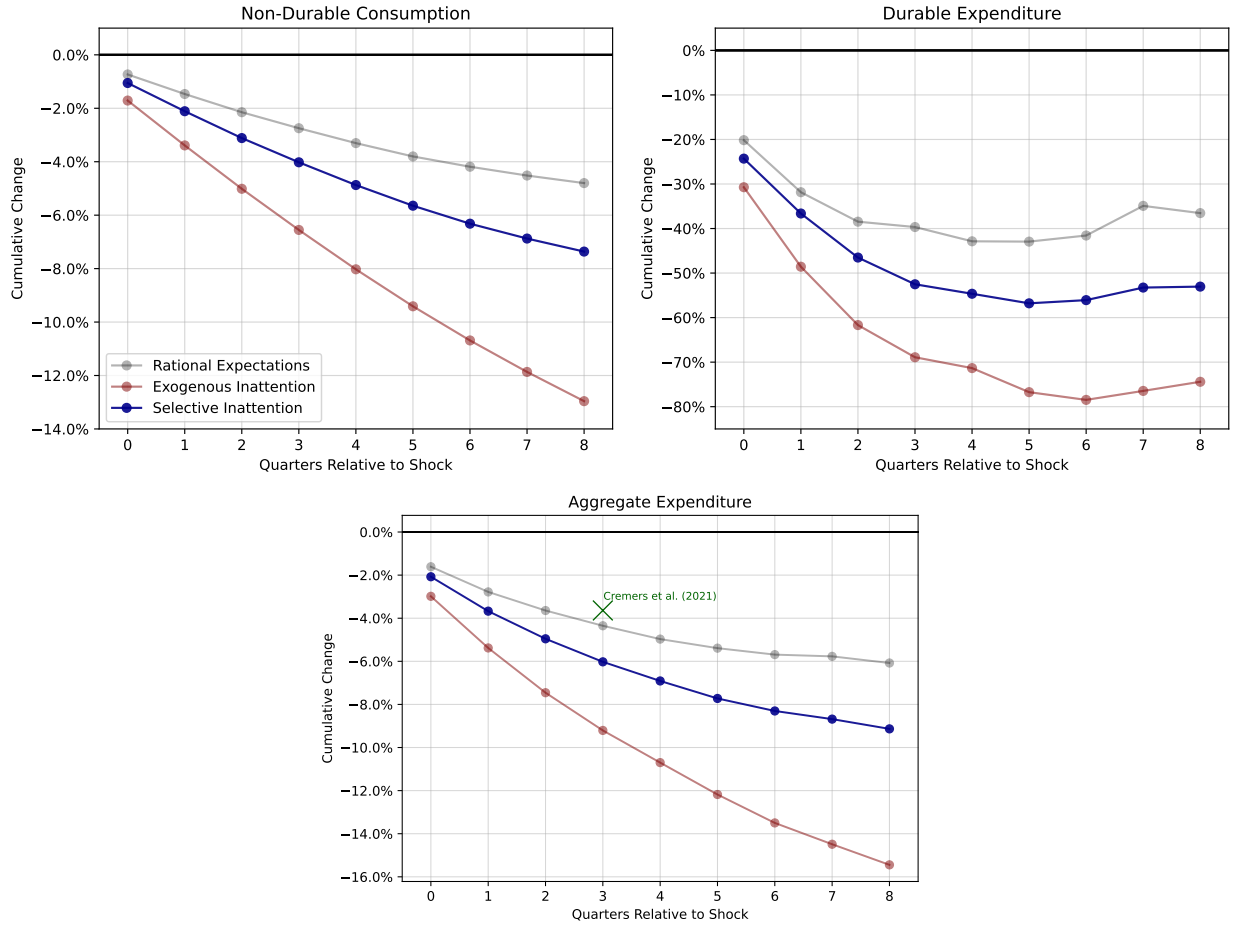 Non-Durable Consumption
0.0%
−2.0%
−4.0%
−6.0%
−8.0%
−10.0%
−12.0%
−14.0%
Cumulative Change
Rational Expectations
Exogenous Inattention
Selective Inattention
0 1 2 3 4 5 6 7 8
Quarters Relative to Shock
Durable Expenditure
0%
−10%
−20%
−30%
−40%
−50%
−60%
−70%
−80%
Cumulative Change
0 1 2 3 4 5 6 7 8
Quarters Relative to Shock
Aggregate Expenditure
0.0%
−2.0%
−4.0%
−6.0%
−8.0%
−10.0%
−12.0%
−14.0%
−16.0%
Cumulative Change
Cremers et al. (2021)
0 1 2 3 4 5 6 7 8
Quarters Relative to Shock